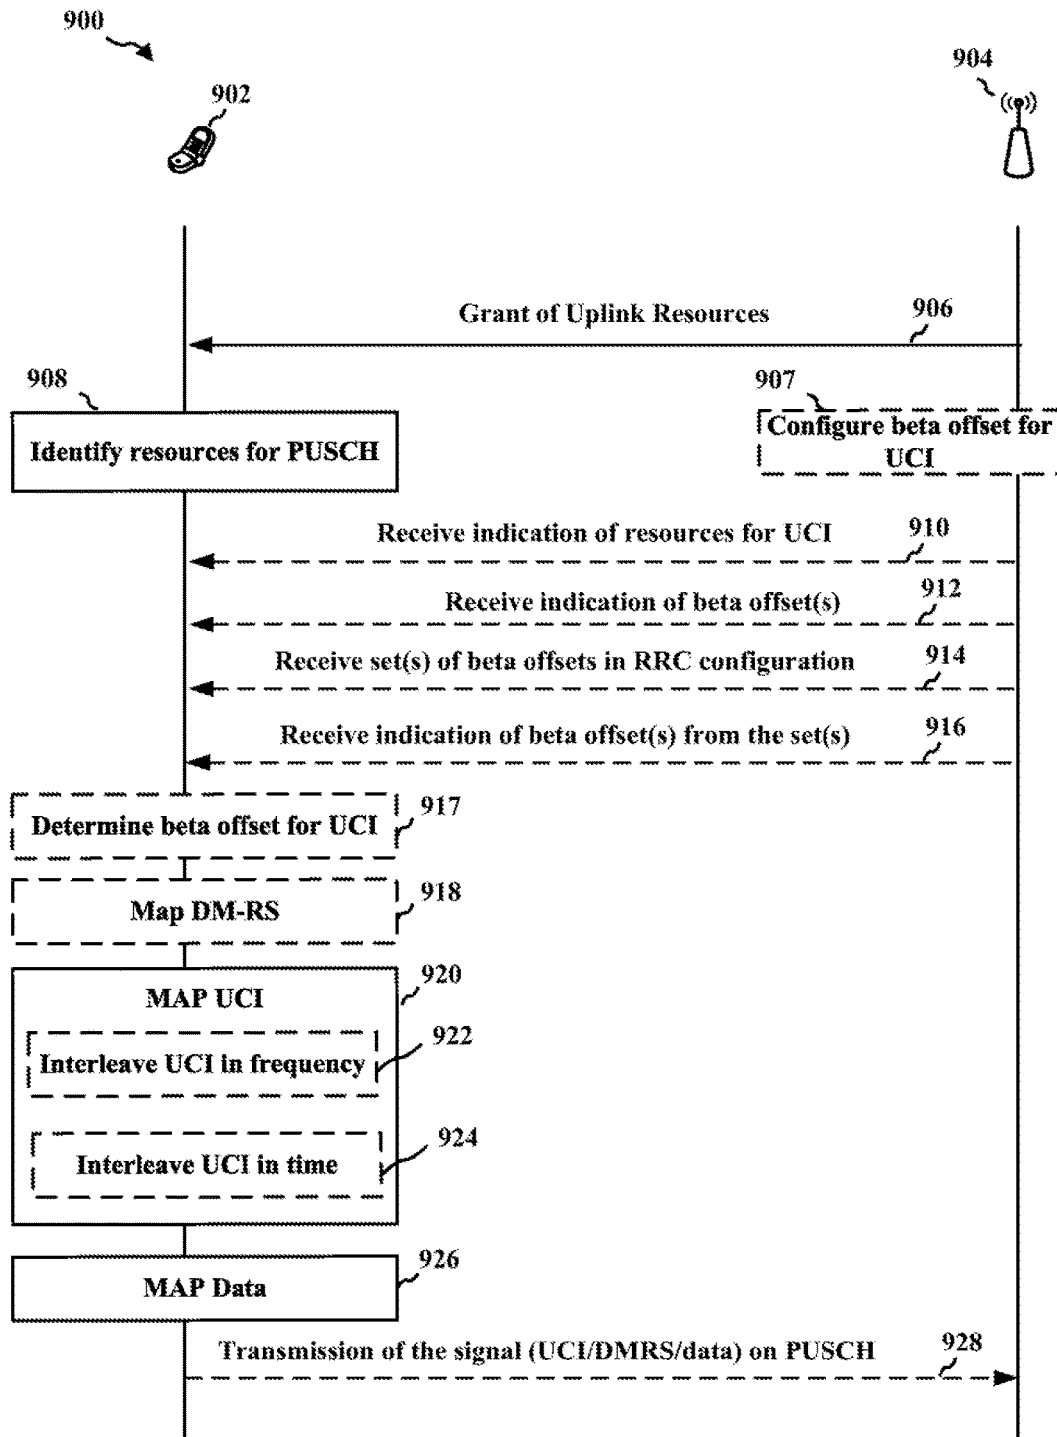 900
902
904
Grant of Uplink Resources
906
908
907
Identify resources for PUSCH
Configure beta offset for
UCI
Receive indication of resources for UCI
910
Receive indication of beta offset(s)
912
Receive set(s) of beta offsets in RRC configuration
914
Receive indication of beta offset(s) from the set(s)
916
Determine beta offset for UCI
917
Map DM-RS
918
MAP UCI
920
Interleave UCI in frequency
922
Interleave UCI in time
924
MAP Data
926
Transmission of the signal (UCI/DMRS/data) on PUSCH
928